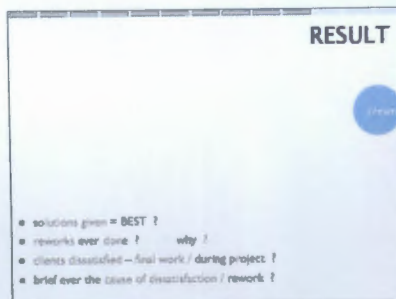 RESULT
solutions given = BEST ?
reworks ever done ? why ?
clients dissatisfied – final work / during project ?
brief ever the cause of dissatisfaction / rework ?